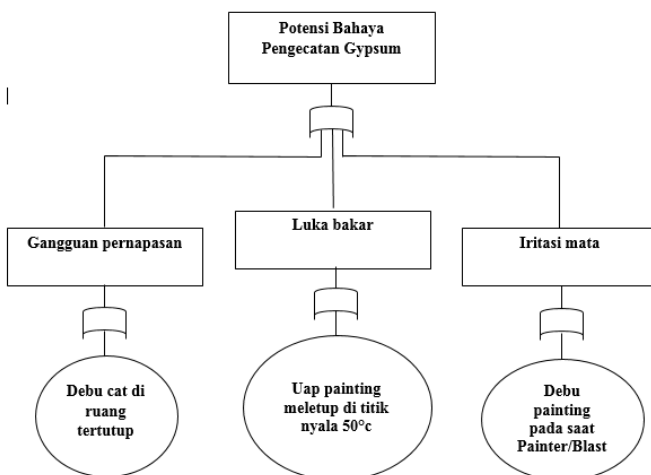 Potensi Bahaya
Pengecatan Gypsum
Gangguan pernapasan
Luka bakar
Iritasi mata
Debu cat di
ruang
tertutup
Uap painting
meletup di titik
nyala 50°c
Debu
painting
pada saat
Painter/Blast